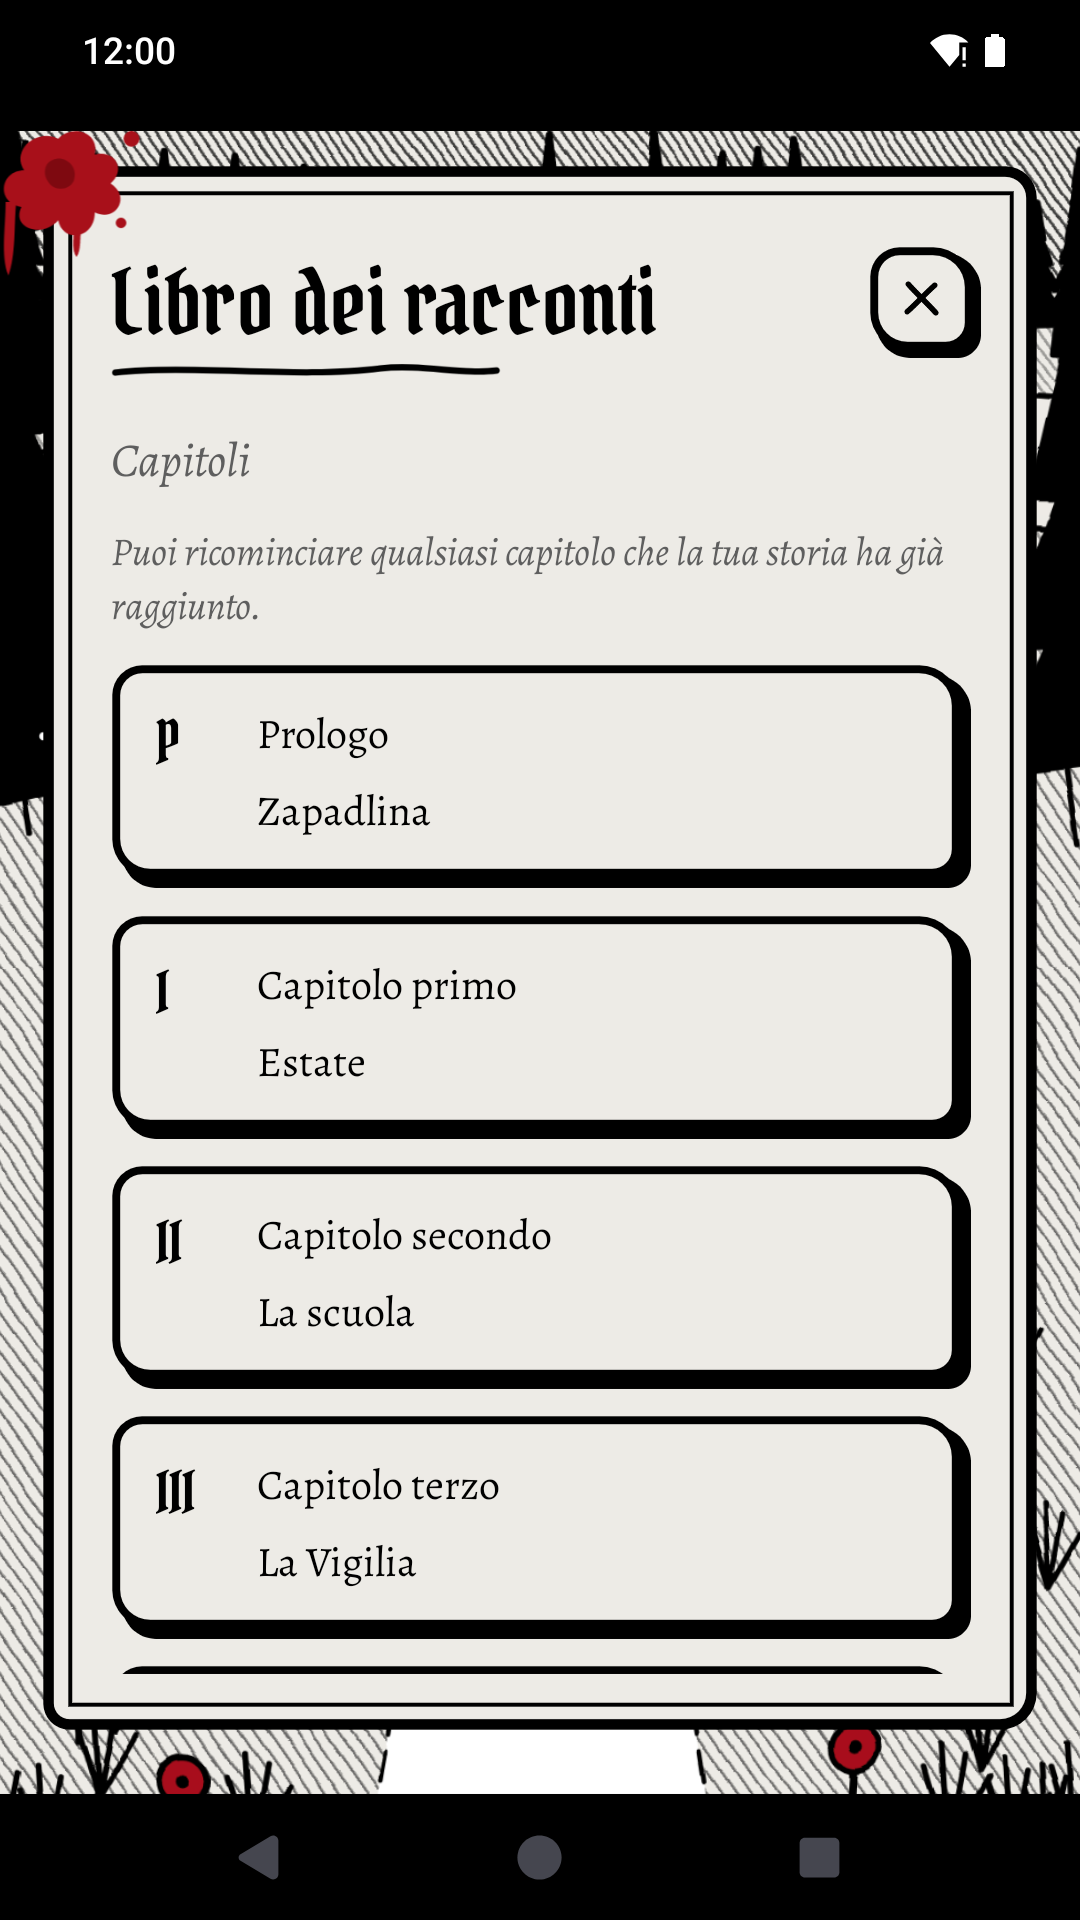 12:00
Libro dei racconti
Capitoli
Puoi ricominciare qualsiasi capitolo che la tua storia ha già
raggiunto.
P
Prologo
Zapadlina
I
Capitolo primo
Estate
II
Capitolo secondo
La scuola
III
Capitolo terzo
La Vigilia